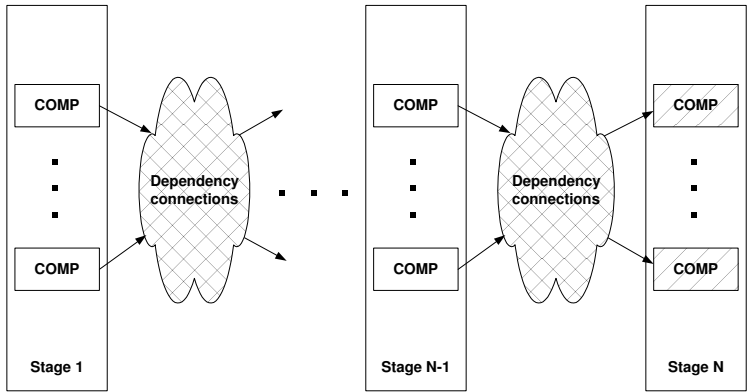 COMP
COMP
COMP
Dependency
connections
Dependency
connections
COMP
COMP
COMP
Stage 1
Stage N-1
Stage N